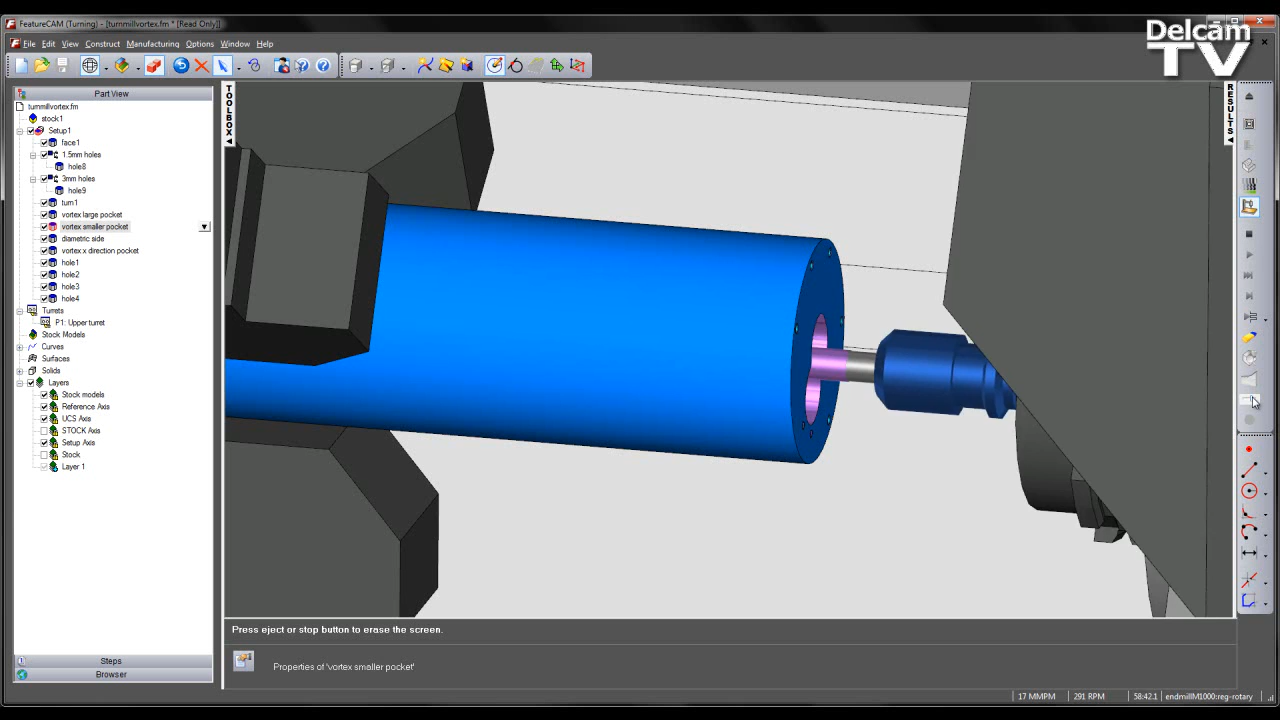 FeatureCAM (Turning) - [turnmillvortex.fm * [Read Only]]
File Edit View Construct Manufacturing Options Window Help
Delcam
TV
Part View
turnmillvortex.fm
stock1
Setup1
face1
1.5mm holes
hole8
3mm holes
hole9
turn1
vortex large pocket
vortex smaller pocket
diametric side
vortex x direction pocket
hole1
hole2
hole3
hole4
Turrets
P1: Upper turret
Stock Models
Curves
Surfaces
Solids
Layers
Stock models
Reference Axis
UCS Axis
STOCK Axis
Setup Axis
Stock
Layer 1
Steps
Browser
TOOLBOX
RESULTS
Press eject or stop button to erase the screen.
Properties of 'vortex smaller pocket'
17 MMPM 291 RPM 58:42.1 endmillM1000:reg-rotary